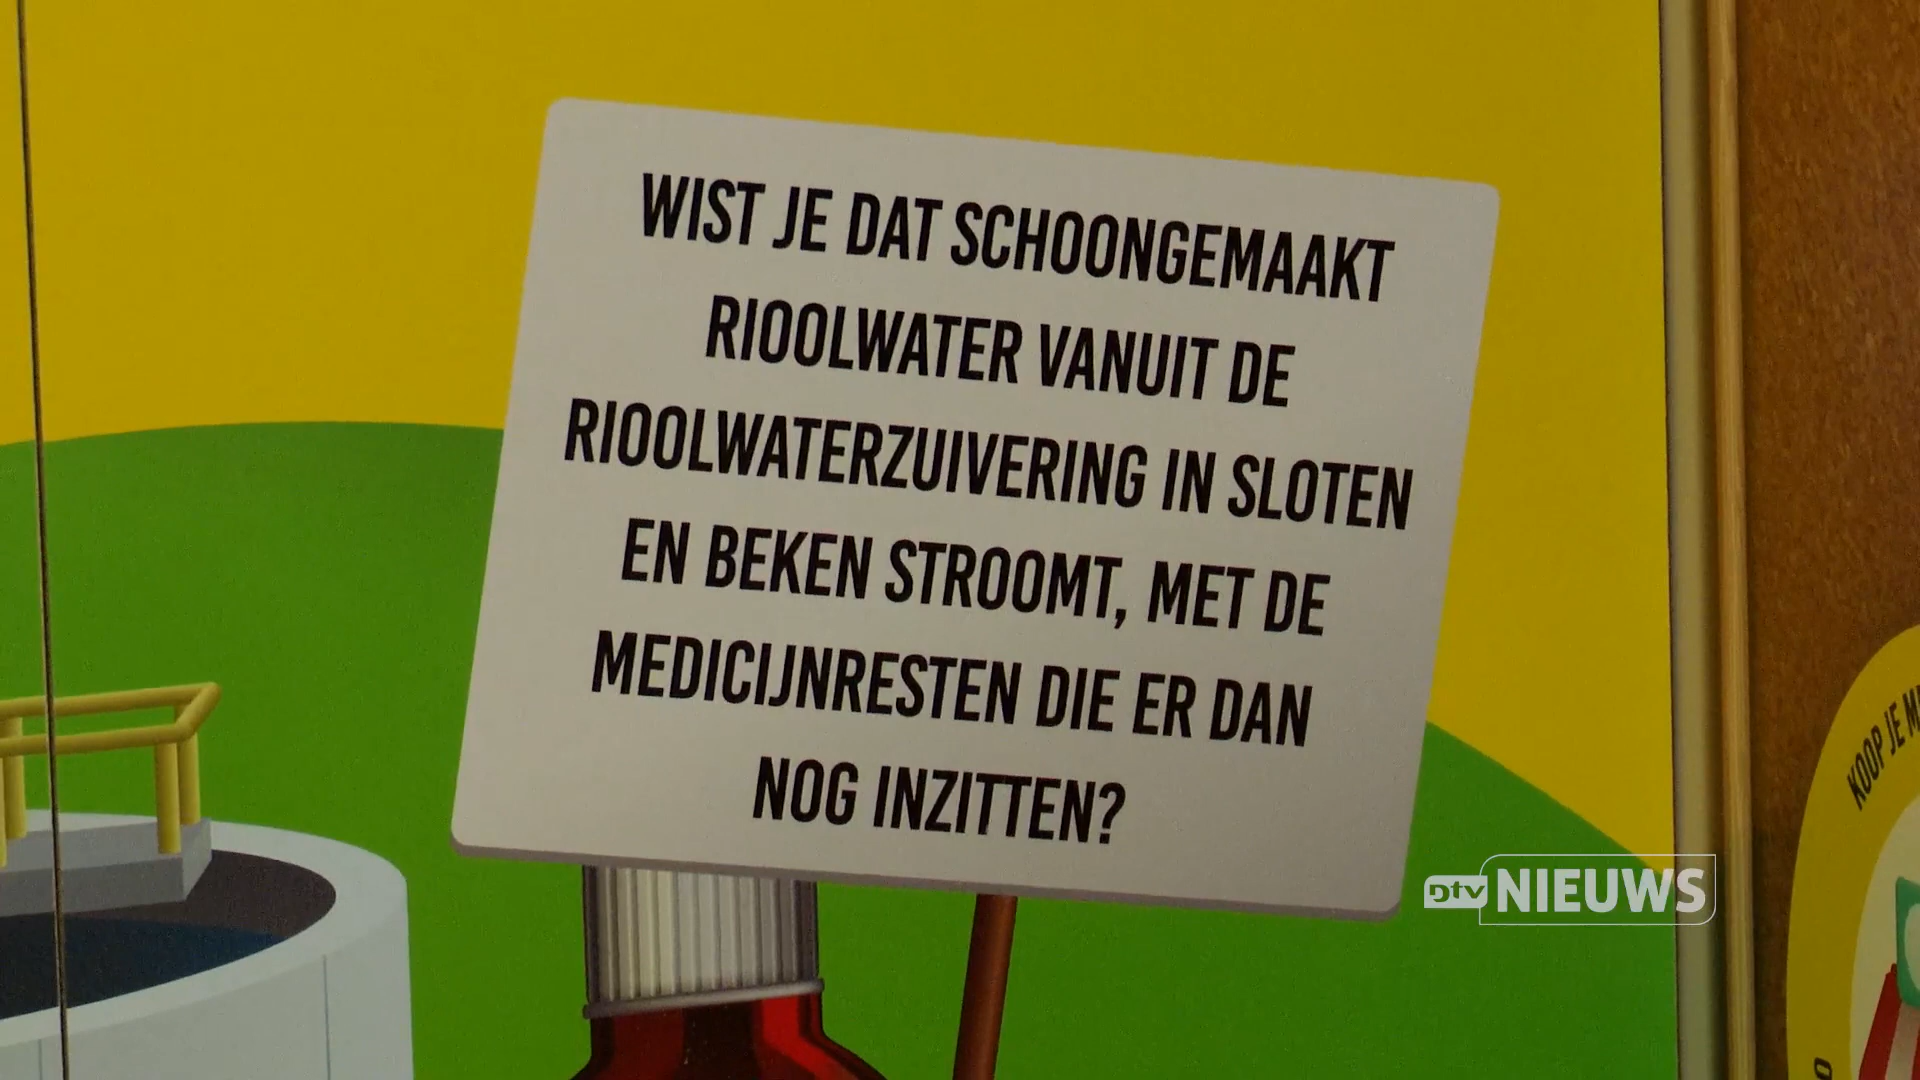 WIST JE DAT SCHOONGEMAAKT
RIOOLWATER VANUIT DE
RIOOLWATERZUIVERING IN SLOTEN
EN BEKEN STROOMT, MET DE
MEDICIJNRESTEN DIE ER DAN
NOG INZITTEN?
KOOP JE
DTV NIEUWS